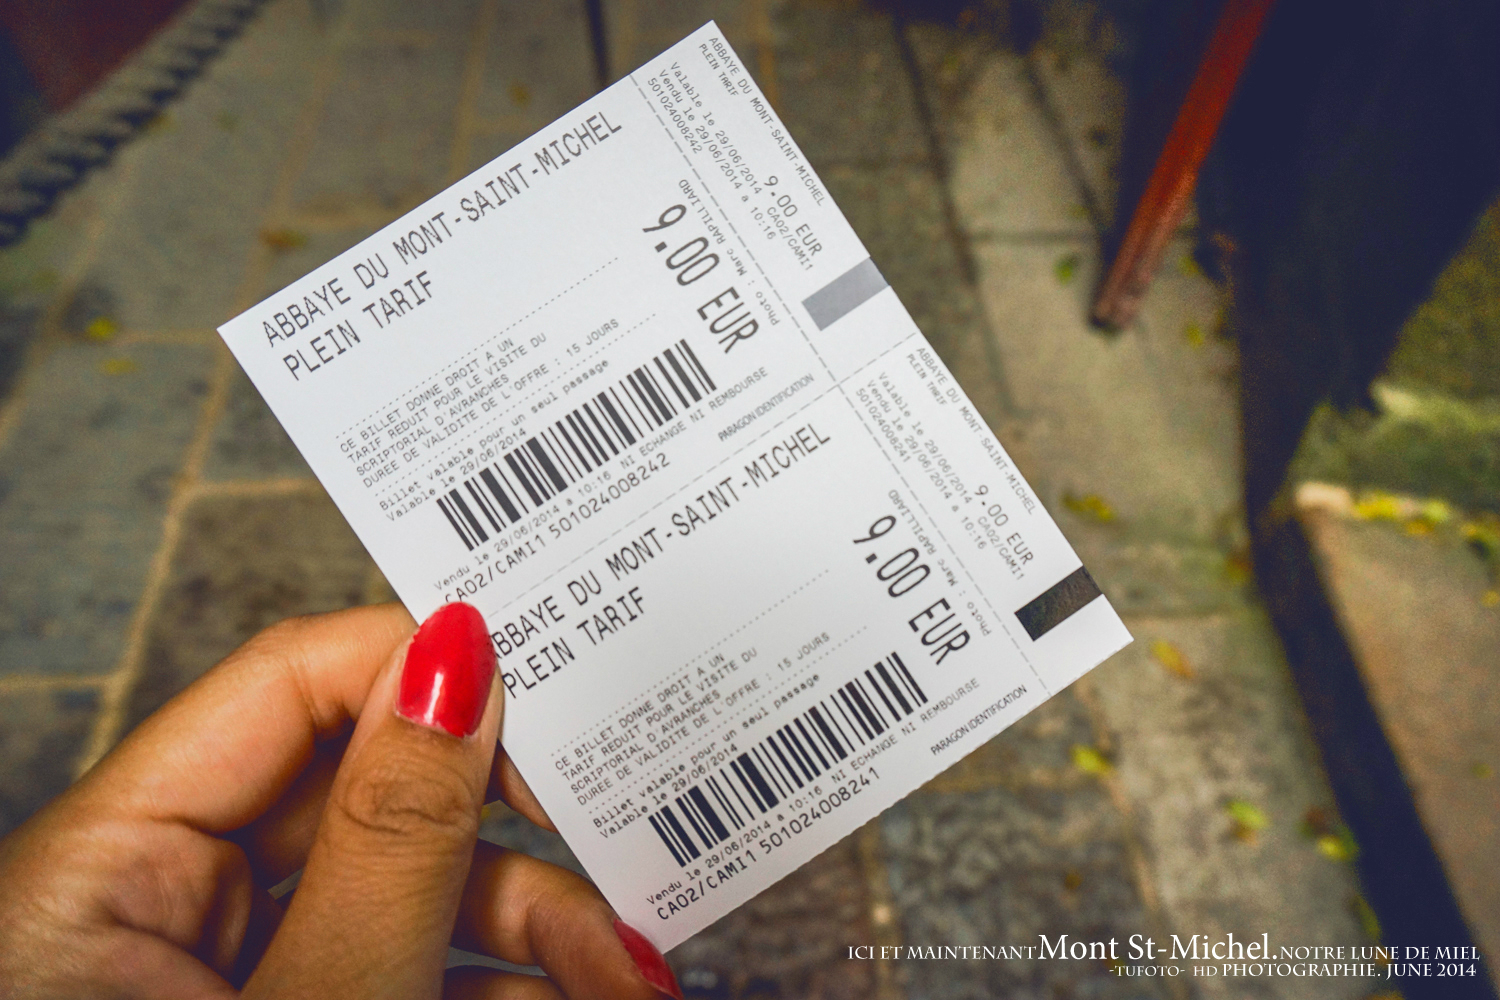 ABBAYE DU MONT-SAINT-MICHEL
PLEIN TARIF
CE BILLET DONNE DROIT A UN
TARIF REDUIT POUR LE VISITE DU
SCRIPTORIAL D'AVRANCHES
DUREE DE VALIDITE DE L'OFFRE : 15 JOURS
Billet valable pour un seul passage
Valable le 29/06/2014
Vendu le 29/06/2014 a 10:16 NI ECHANGE NI REMBOURSE
CA02/CAMI1 501024008242
PARAGON IDENTIFICATION
9.00 EUR
Photo : Marc RAPILLIARD
ABBAYE DU MONT-SAINT-MICHEL
PLEIN TARIF
9.00 EUR
Valable le 29/06/2014 CA02/CAMI1
Vendu le 29/06/2014 a 10:16
501024008242
ABBAYE DU MONT-SAINT-MICHEL
PLEIN TARIF
CE BILLET DONNE DROIT A UN
TARIF REDUIT POUR LE VISITE DU
SCRIPTORIAL D'AVRANCHES
DUREE DE VALIDITE DE L'OFFRE : 15 JOURS
Billet valable pour un seul passage
Valable le 29/06/2014
Vendu le 29/06/2014 a 10:16 NI ECHANGE NI REMBOURSE
CA02/CAMI1 501024008241
PARAGON IDENTIFICATION
9.00 EUR
Photo : Marc RAPILLIARD
ABBAYE DU MONT-SAINT-MICHEL
PLEIN TARIF
9.00 EUR
Valable le 29/06/2014 CA02/CAMI1
Vendu le 29/06/2014 a 10:16
501024008241
ICI ET MAINTENANT Mont St-Michel. NOTRE LUNE DE MIEL
-TUFOTO- HD PHOTOGRAPHIE. JUNE 2014